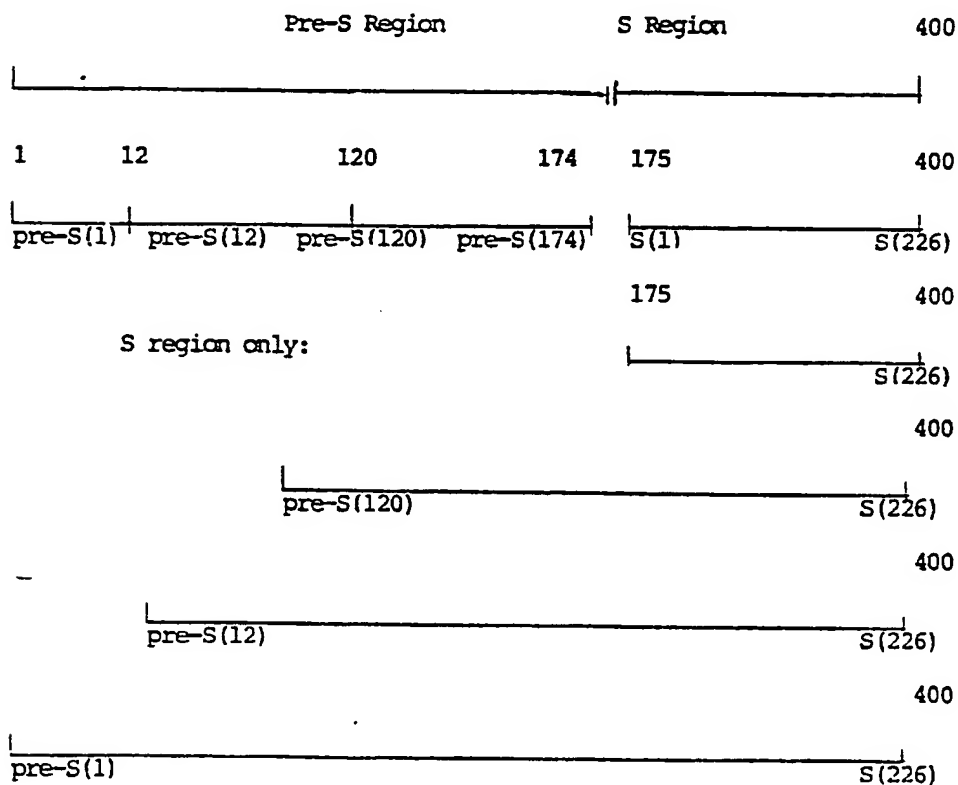 Pre-S Region S Region 400
1 12 120 174 175 400
pre-S(1) pre-S(12) pre-S(120) pre-S(174) S(1) S(226)
175 400
S region only:
S(226)
400
pre-S(120) S(226)
400
pre-S(12) S(226)
400
pre-S(1) S(226)